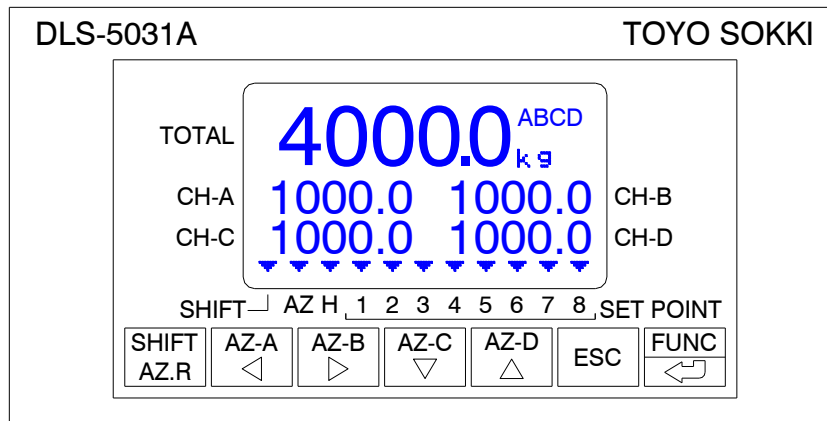 DLS-5031A TOYO SOKKI
TOTAL 4000.0 ABCD kg
CH-A 1000.0 1000.0 CH-B
CH-C 1000.0 1000.0 CH-D
SHIFT AZ H 1 2 3 4 5 6 7 8 SET POINT
SHIFT AZ-A AZ-B AZ-C AZ-D ESC FUNC
AZ.R